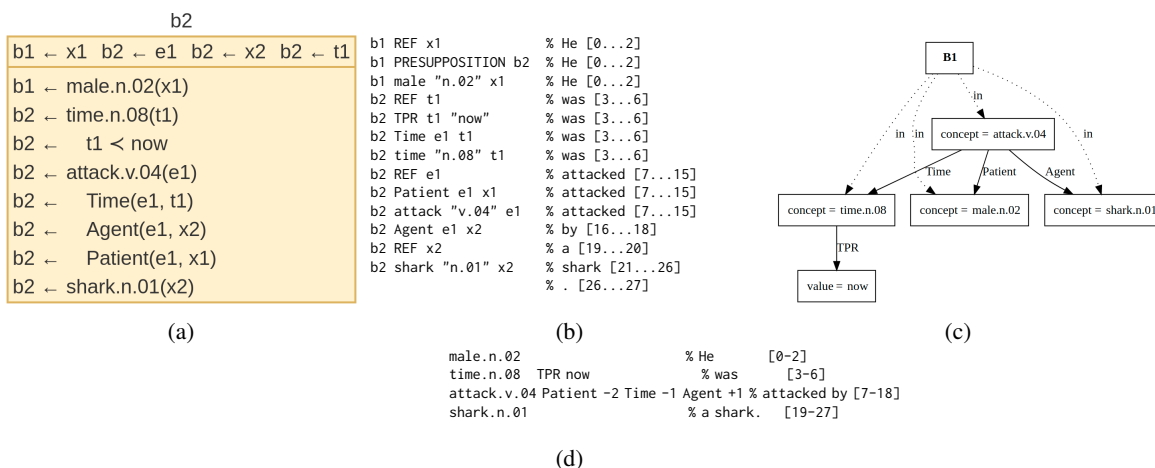 b2
b1 ← x1 b2 ← e1 b2 ← x2 b2 ← t1
b1 ← male.n.02(x1)
b2 ← time.n.08(t1)
b2 ← t1 ≺ now
b2 ← attack.v.04(e1)
b2 ← Time(e1, t1)
b2 ← Agent(e1, x2)
b2 ← Patient(e1, x1)
b2 ← shark.n.01(x2)
(a)
b1 REF x1 % He [0...2]
b1 PRESUPPOSITION b2 % He [0...2]
b1 male "n.02" x1 % He [0...2]
b2 REF t1 % was [3...6]
b2 TPR t1 "now" % was [3...6]
b2 Time e1 t1 % was [3...6]
b2 time "n.08" t1 % was [3...6]
b2 REF e1 % attacked [7...15]
b2 Patient e1 x1 % attacked [7...15]
b2 attack "v.04" e1 % attacked [7...15]
b2 Agent e1 x2 % by [16...18]
b2 REF x2 % a [19...20]
b2 shark "n.01" x2 % shark [21...26]
% . [26...27]
(b)
B1
in
concept = attack.v.04
in in in
Time Patient Agent
concept = time.n.08 concept = male.n.02 concept = shark.n.01
TPR
value = now
(c)
male.n.02 % He [0-2]
time.n.08 TPR now % was [3-6]
attack.v.04 Patient -2 Time -1 Agent +1 % attacked by [7-18]
shark.n.01 % a shark. [19-27]
(d)